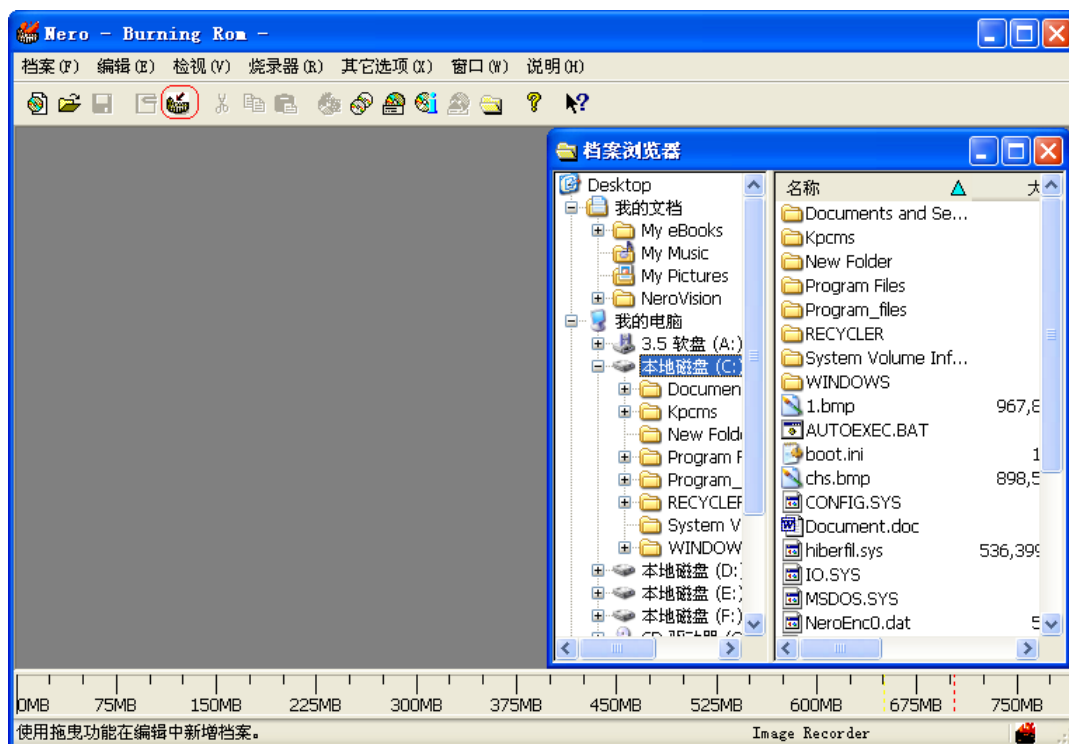 Nero - Burning Rom -
档案(F) 编辑(E) 检视(V) 烧录器(R) 其它选项(X) 窗口(W) 说明(H)
档案浏览器
Desktop
我的文档
My eBooks
My Music
My Pictures
NeroVision
我的电脑
3.5 软盘 (A:)
本地磁盘 (C:
Documen
Kpcms
New Fold
Program F
Program_
RECYCLER
System V
WINDOW
本地磁盘 (D:
本地磁盘 (E:)
本地磁盘 (F:)
名称 大
Documents and Se...
Kpcms
New Folder
Program Files
Program_files
RECYCLER
System Volume Inf...
WINDOWS
1.bmp 967,8
AUTOEXEC.BAT
boot.ini 1
chs.bmp 898,5
CONFIG.SYS
Document.doc
hiberfil.sys 536,399
IO.SYS
MSDOS.SYS
NeroEnc0.dat 5
0MB 75MB 150MB 225MB 300MB 375MB 450MB 525MB 600MB 675MB 750MB
使用拖曳功能在编辑中新增档案。 Image Recorder